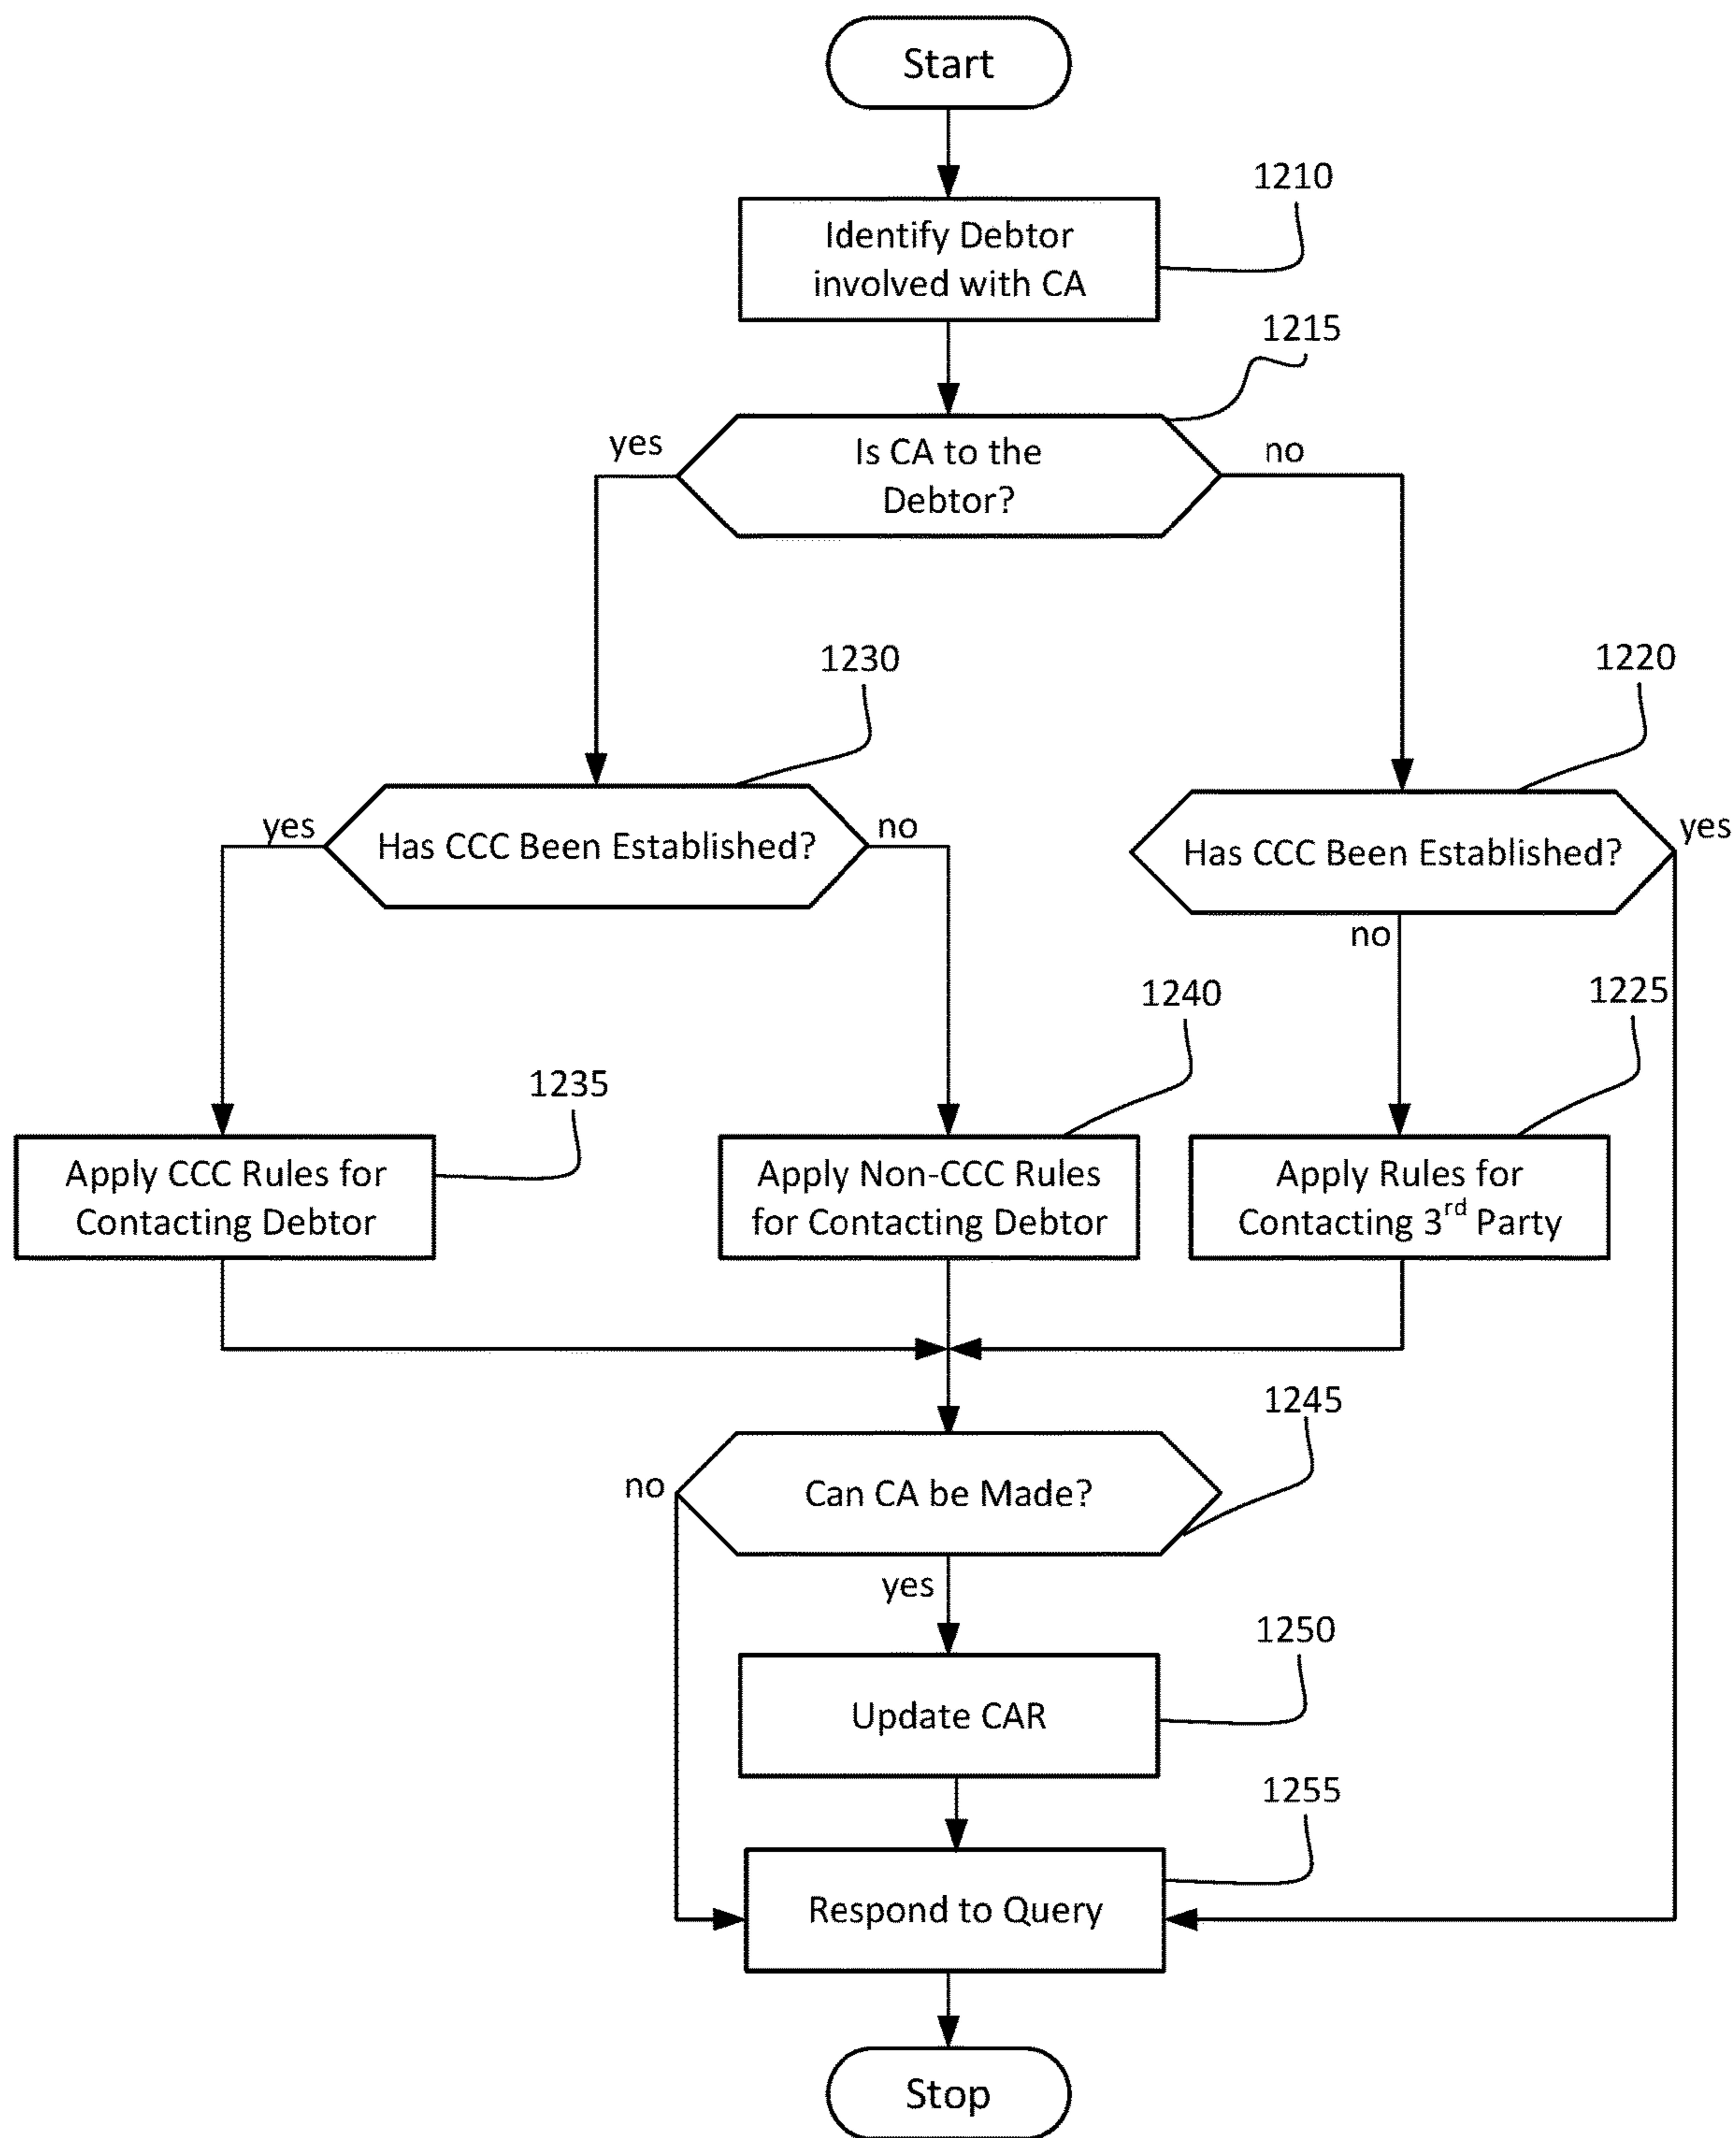 Start
1210
Identify Debtor
involved with CA
1215
yes
Is CA to the
Debtor?
no
1230
1220
yes
Has CCC Been Established?
no
Has CCC Been Established?
yes
no
1240
1225
1235
Apply CCC Rules for
Contacting Debtor
Apply Non-CCC Rules
for Contacting Debtor
Apply Rules for
Contacting 3rd Party
1245
no
Can CA be Made?
yes
1250
Update CAR
1255
Respond to Query
Stop